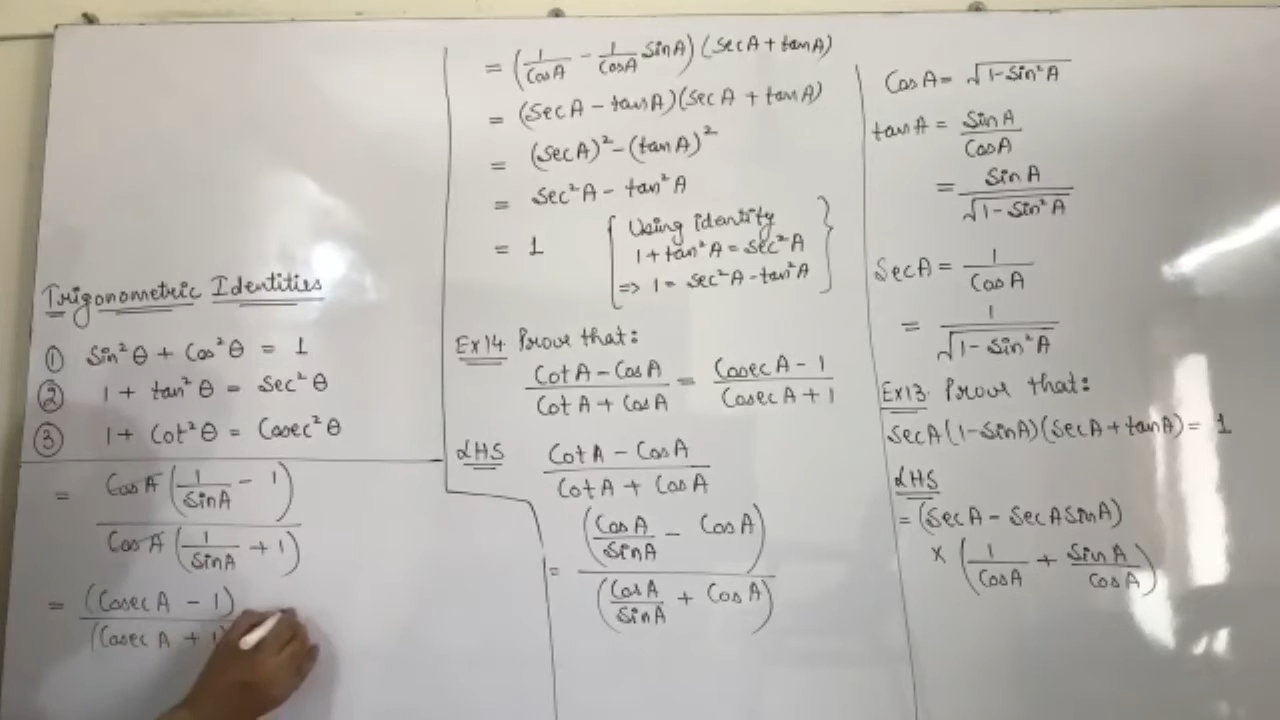 Trigonometric Identities
① Sin²θ + Cos²θ = 1
② 1 + tan²θ = Sec²θ
③ 1 + Cot²θ = Cosec²θ
= CosA (1/SinA - 1) / CosA (1/SinA + 1)
= (CosecA - 1) / (CosecA + 1)
= (1/CosA - 1/CosA SinA) (SecA + tanA)
= (SecA - tanA)(SecA + tanA)
= (SecA)² - (tanA)²
= Sec²A - tan²A
= 1 [Using identity
1 + tan²A = Sec²A
⇒ 1 = Sec²A - tan²A}
Ex14. Prove that:
CotA - CosA / CotA + CosA = CosecA - 1 / CosecA + 1
LHS CotA - CosA / CotA + CosA
= (CosA/SinA - CosA) / (CosA/SinA + CosA)
CosA = √1-Sin²A
tanA = SinA/CosA
= SinA/√1-Sin²A
SecA = 1/CosA
= 1/√1-Sin²A
Ex13. Prove that:
SecA(1-SinA)(SecA+tanA) = 1
LHS
= (SecA - SecASinA)
× (1/CosA + SinA/CosA)